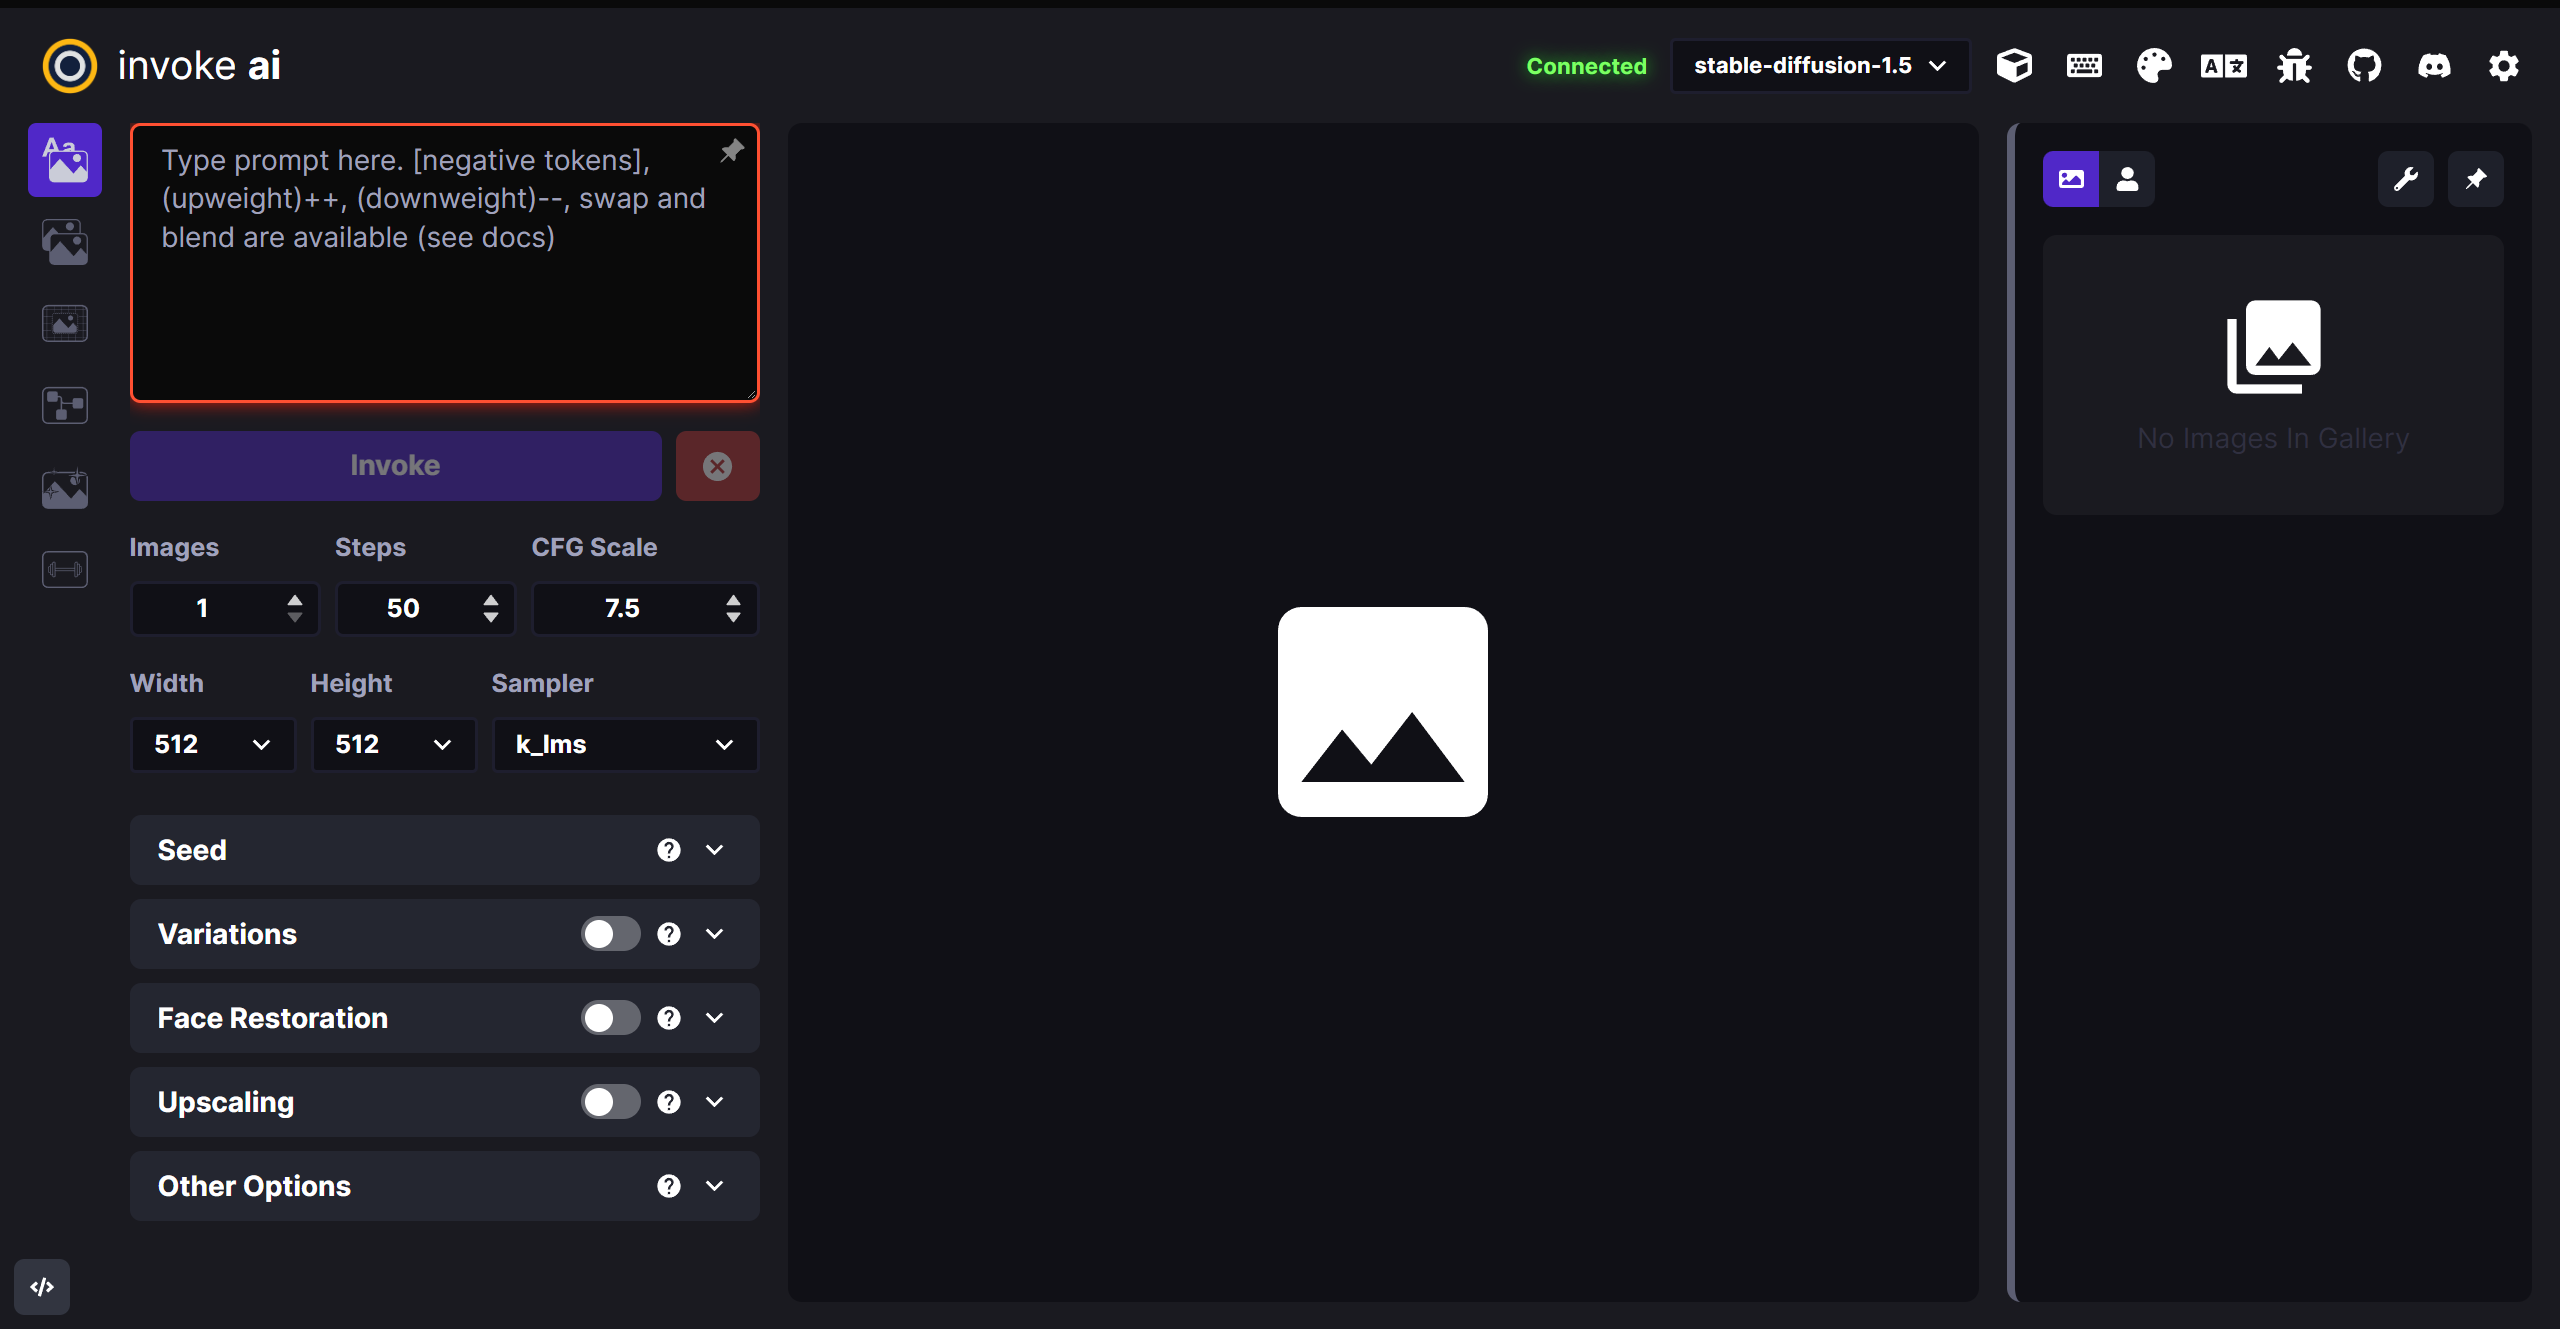 invoke ai
Connected
stable-diffusion-1.5
Aa
Type prompt here. [negative tokens],
(upweight)++, (downweight)--, swap and
blend are available (see docs)
Invoke
Images Steps CFG Scale
1 50 7.5
Width Height Sampler
512 512 k_lms
Seed
Variations
Face Restoration
Upscaling
Other Options
No Images In Gallery